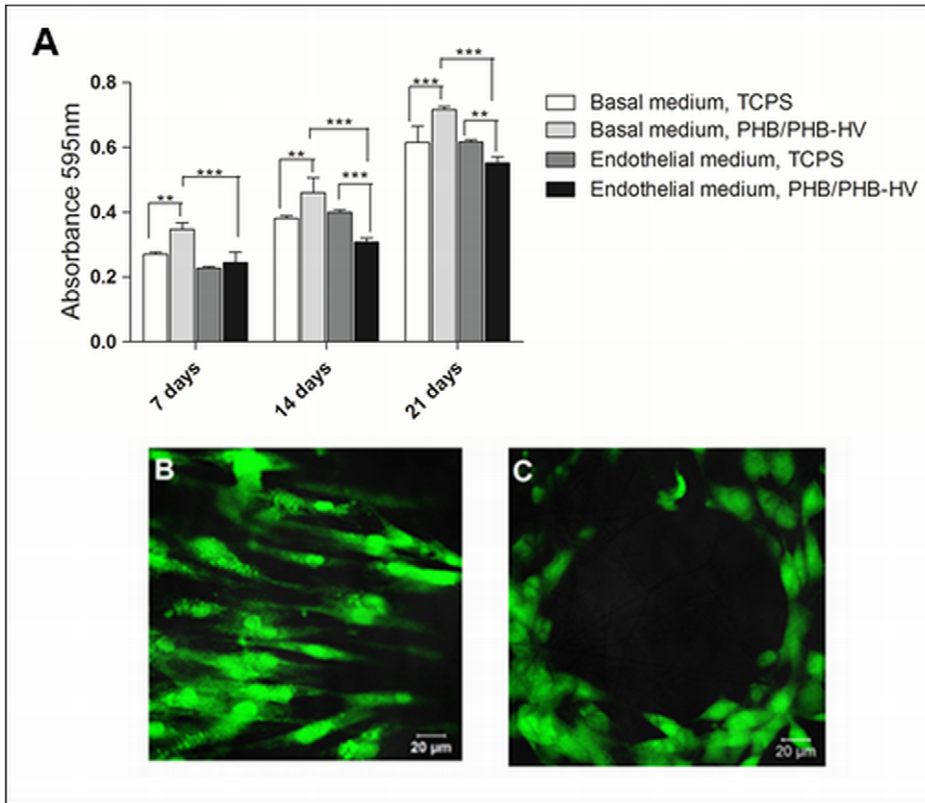 A
Absorbance 595nm
0.8
0.6
0.4
0.2
0.0
**
***
**
***
***
***
***
**
7 days
14 days
21 days
Basal medium, TCPS
Basal medium, PHB/PHB-HV
Endothelial medium, TCPS
Endothelial medium, PHB/PHB-HV
B
20 µm
C
20 µm